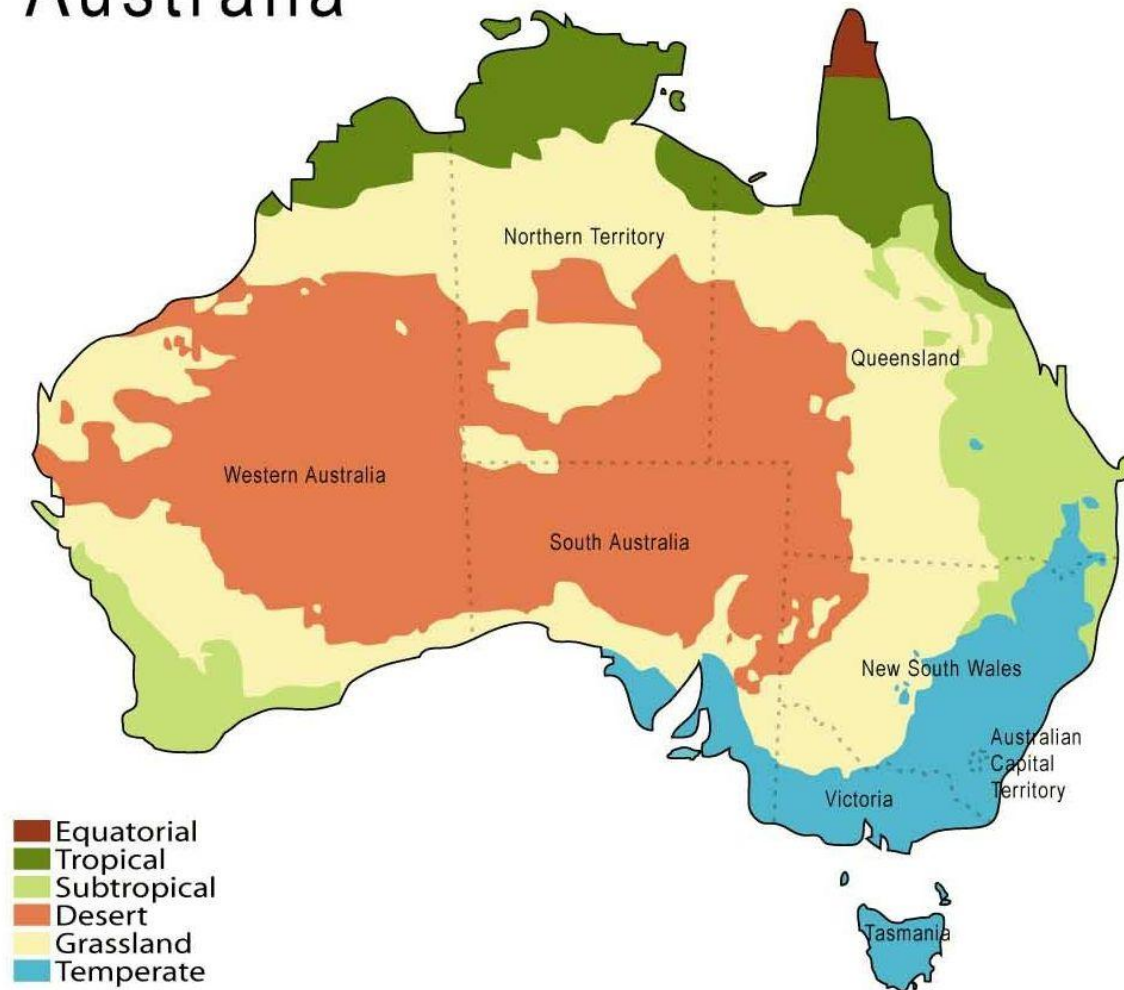 Australia
Northern Territory
Queensland
Western Australia
South Australia
New South Wales
Australian
Capital
Territory
Victoria
Tasmania
Equatorial
Tropical
Subtropical
Desert
Grassland
Temperate